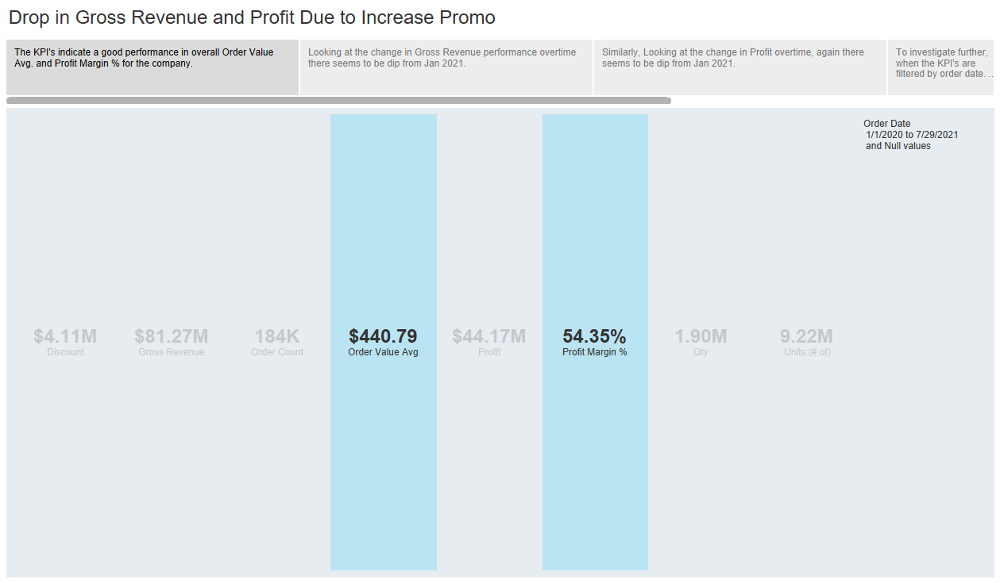 Drop in Gross Revenue and Profit Due to Increase Promo
The KPI's indicate a good performance in overall Order Value
Avg. and Profit Margin % for the company.
Looking at the change in Gross Revenue performance overtime
there seems to be dip from Jan 2021.
Similarly, Looking at the change in Profit overtime, again there
seems to be dip from Jan 2021.
To investigate further,
when the KPI's are
filtered by order date. ..
Order Date
1/1/2020 to 7/29/2021
and Null values
$4.11M
Discount
$81.27M
Gross Revenue
184K
Order Count
$440.79
Order Value Avg
$44.17M
Profit
54.35%
Profit Margin %
1.90M
Qty
9.22M
Units (# of)